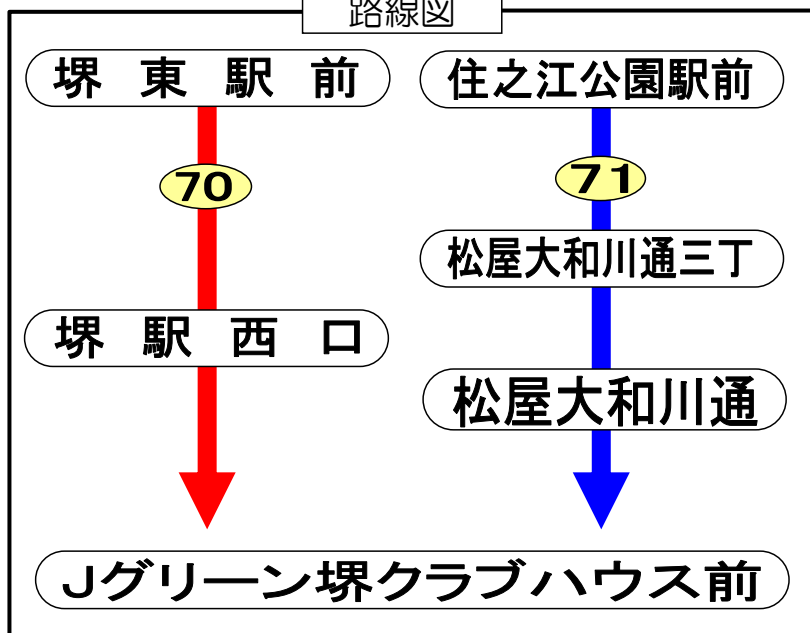 路線図
堺東駅前
70
堺駅西口
住之江公園駅前
71
松屋大和川通三丁
松屋大和川通
Jグリーン堺クラブハウス前